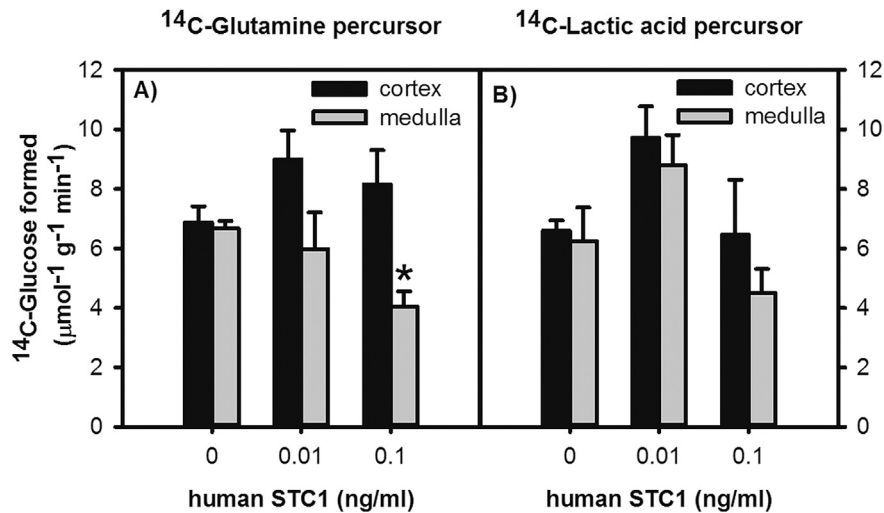 ¹⁴C-Glutamine percursor
¹⁴C-Lactic acid percursor
¹⁴C-Glucose formed
(μmol⁻¹ g⁻¹ min⁻¹)
12
10
8
6
4
2
0
A)
cortex
medulla
*
0
0.01
0.1
human STC1 (ng/ml)
B)
cortex
medulla
0
0.01
0.1
human STC1 (ng/ml)
12
10
8
6
4
2
0